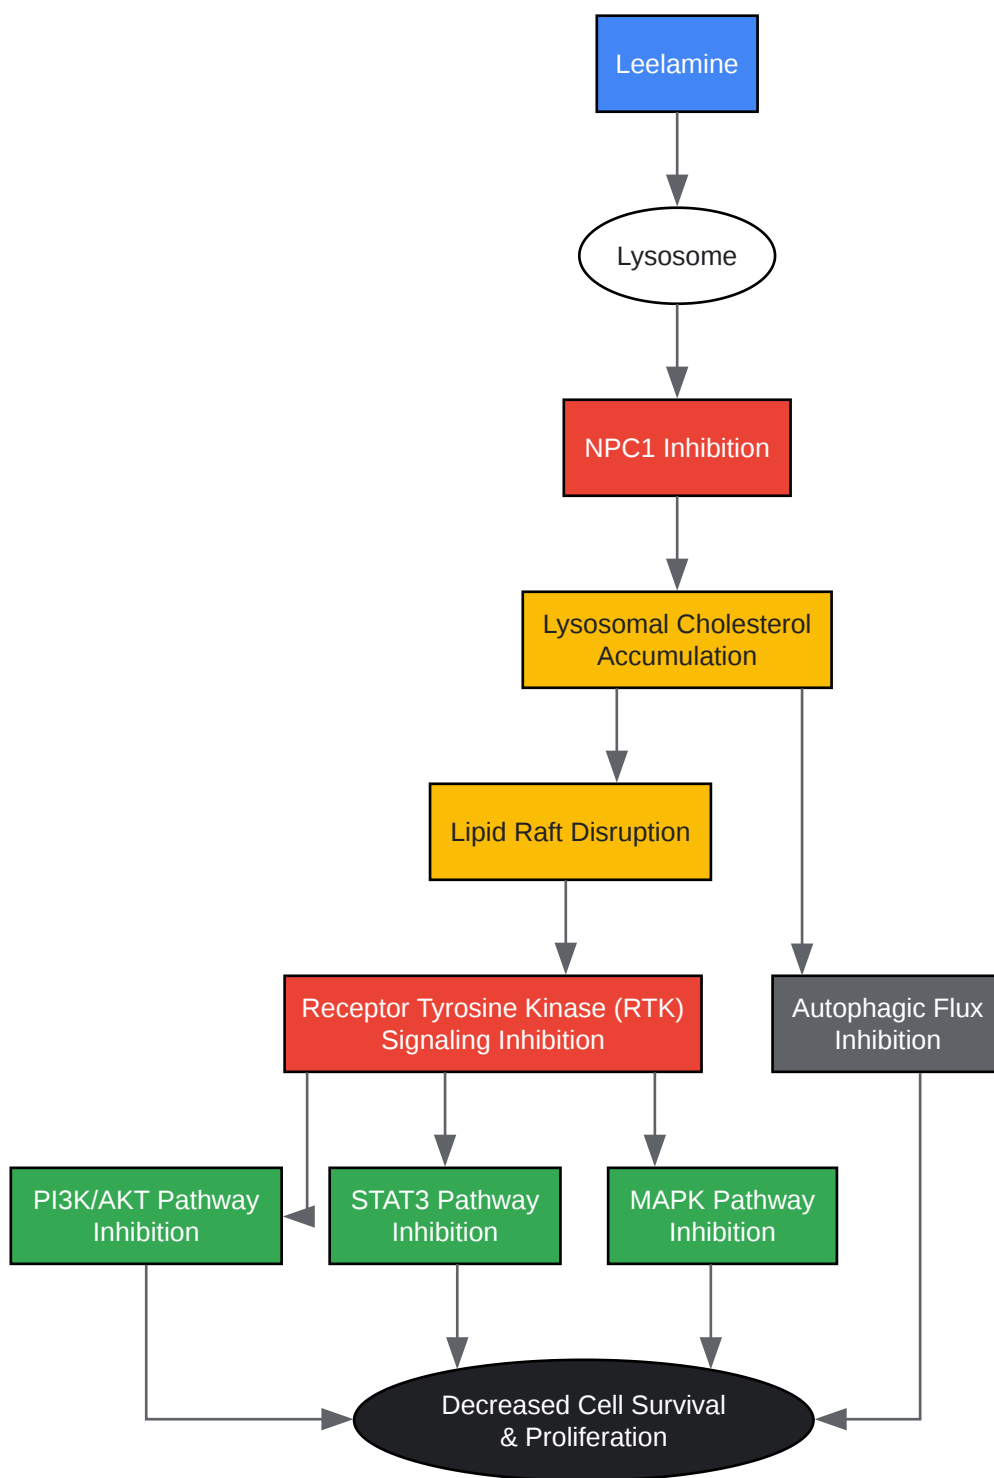 Leelamine
Lysosome
NPC1 Inhibition
Lysosomal Cholesterol
Accumulation
Lipid Raft Disruption
Receptor Tyrosine Kinase (RTK)
Signaling Inhibition
Autophagic Flux
Inhibition
PI3K/AKT Pathway
Inhibition
STAT3 Pathway
Inhibition
MAPK Pathway
Inhibition
Decreased Cell Survival
& Proliferation